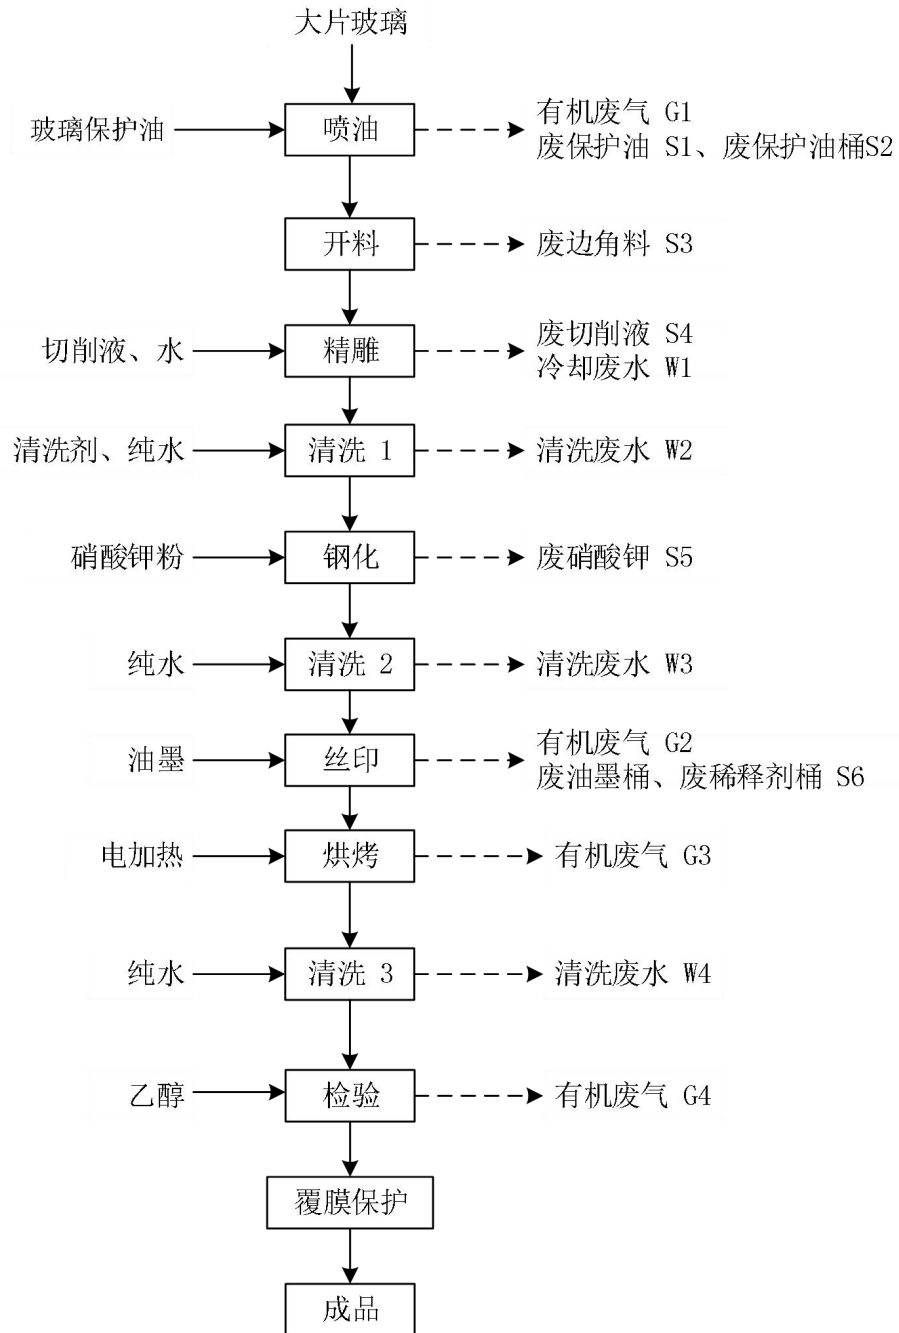 大片玻璃
玻璃保护油
喷油
有机废气 G1
废保护油 S1、废保护油桶S2
开料
废边角料 S3
切削液、水
精雕
废切削液 S4
冷却废水 W1
清洗剂、纯水
清洗 1
清洗废水 W2
硝酸钾粉
钢化
废硝酸钾 S5
纯水
清洗 2
清洗废水 W3
油墨
丝印
有机废气 G2
废油墨桶、废稀释剂桶 S6
电加热
烘烤
有机废气 G3
纯水
清洗 3
清洗废水 W4
乙醇
检验
有机废气 G4
覆膜保护
成品